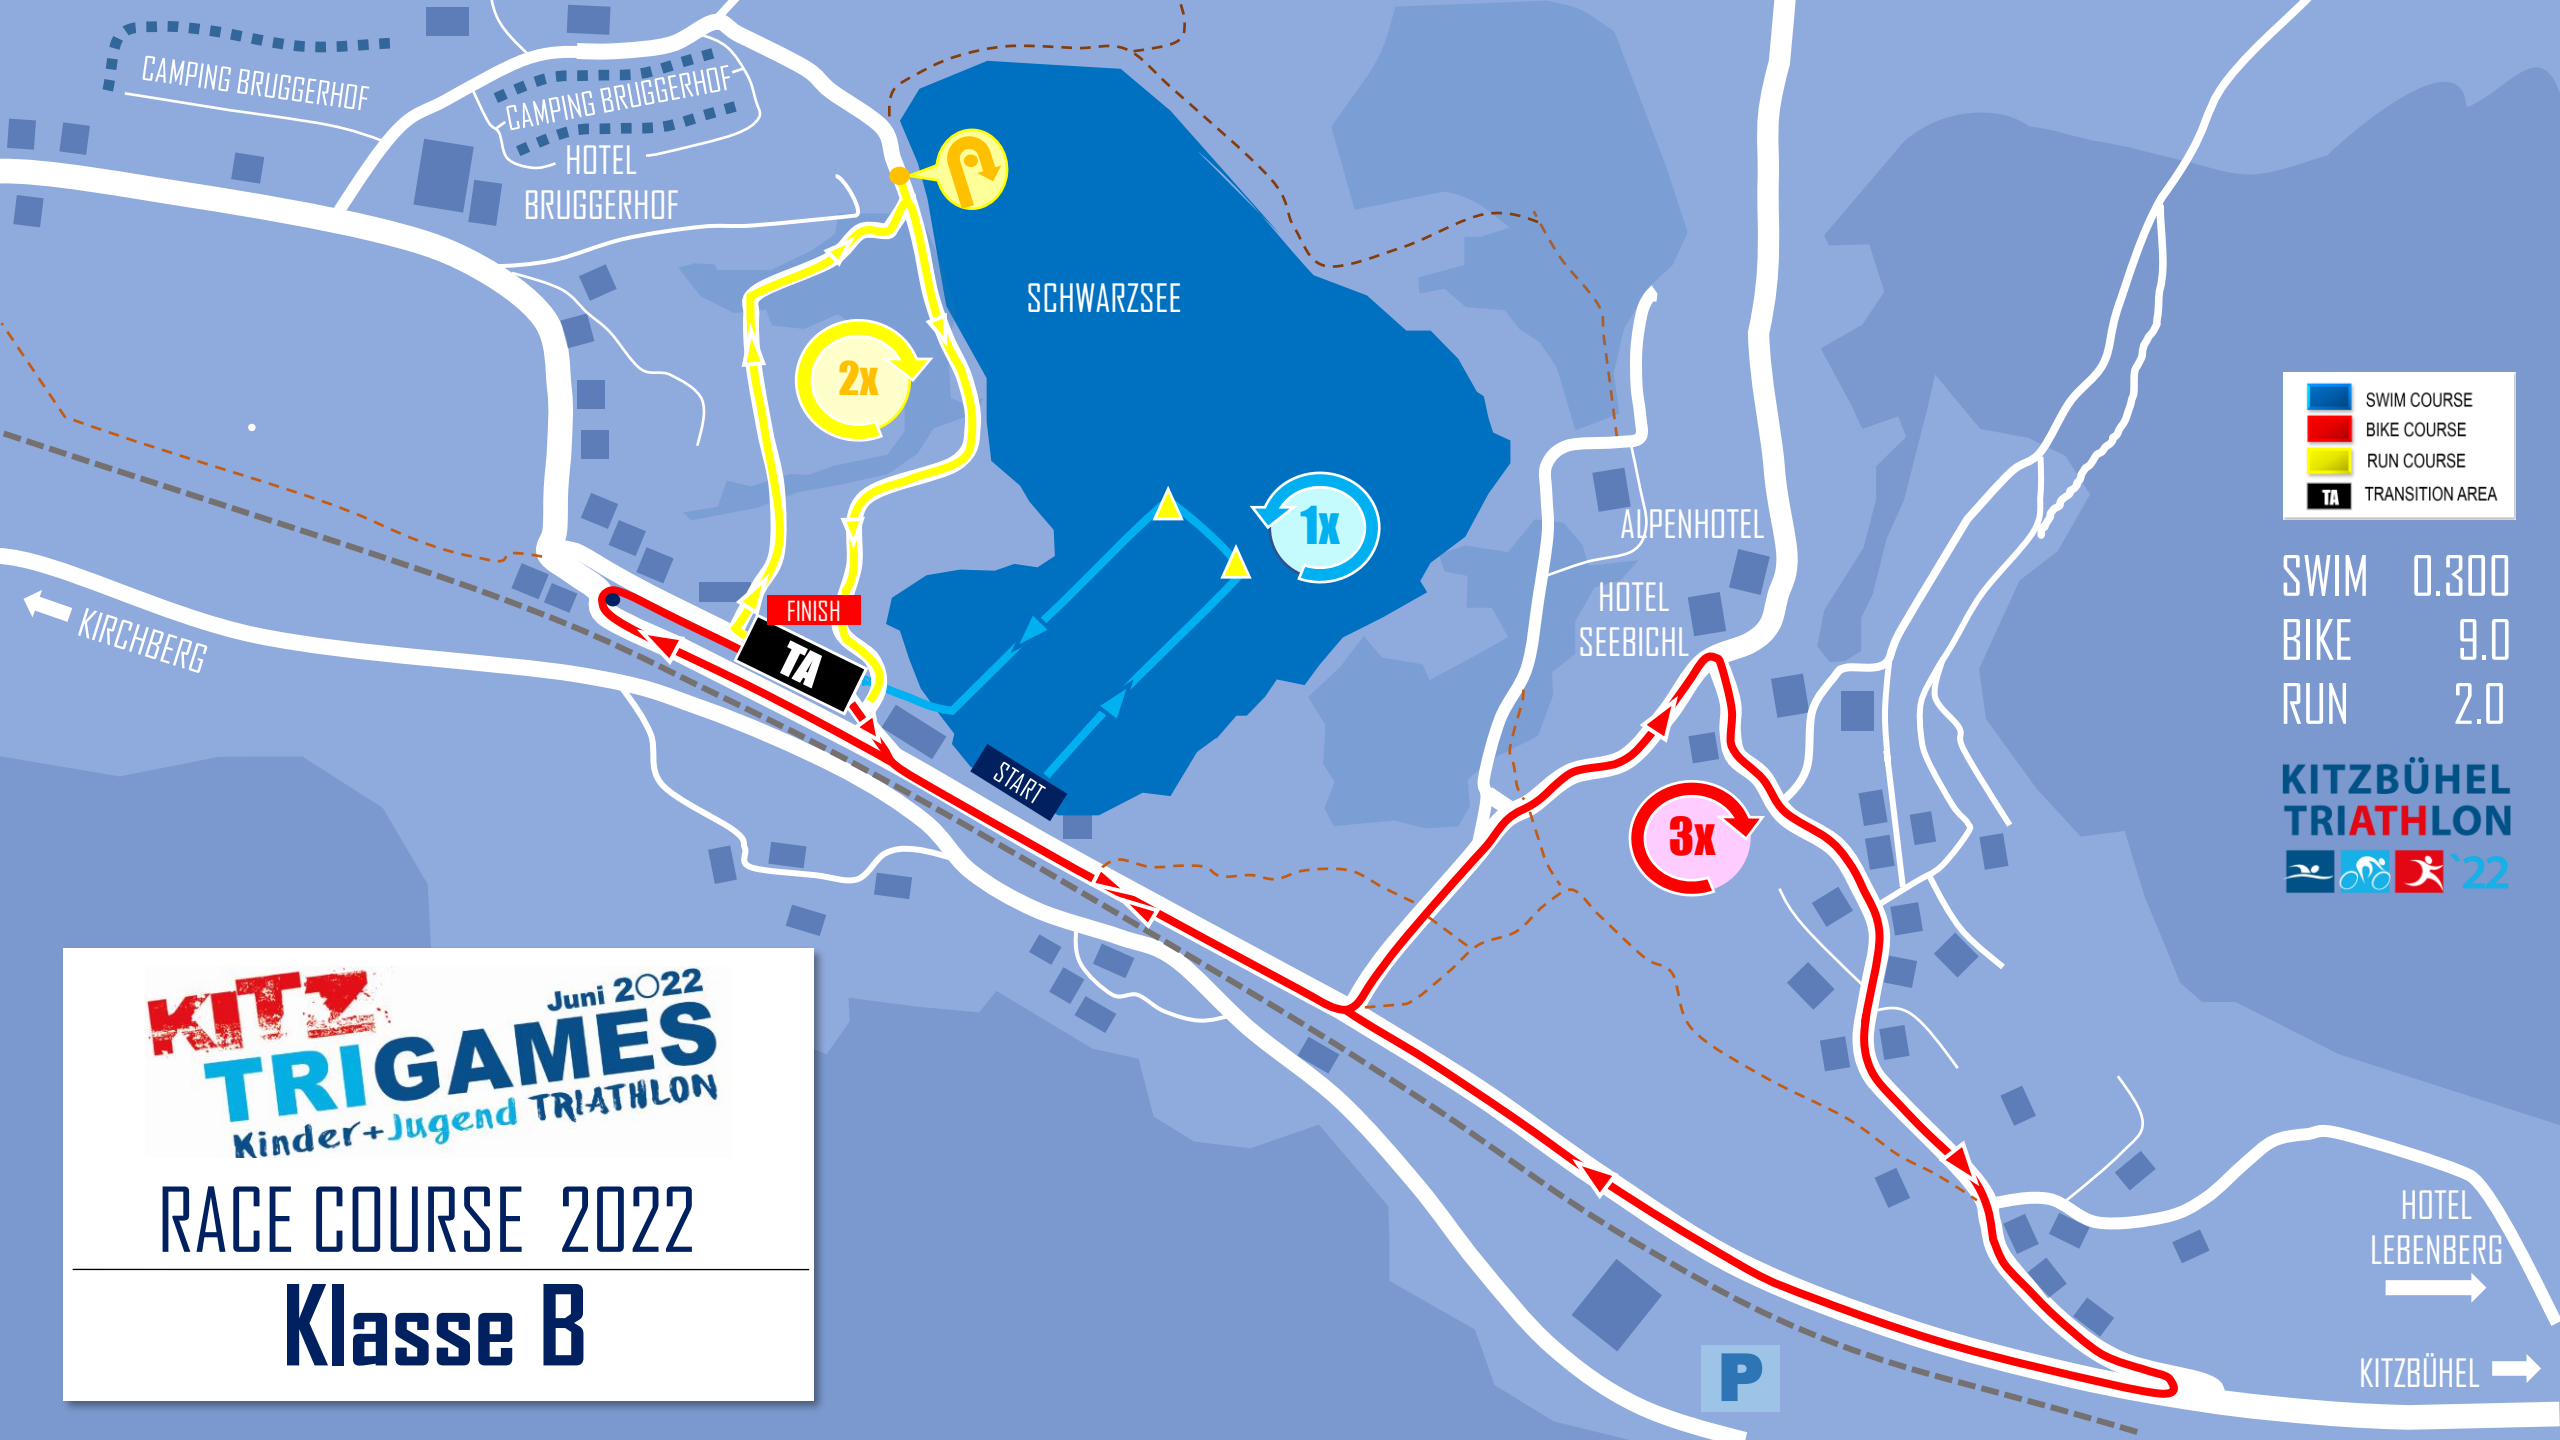 CAMPING BRUGGERHOF
CAMPING BRUGGERHOF
HOTEL
BRUGGERHOF
SCHWARZSEE
2x
1x
SWIM COURSE
BIKE COURSE
RUN COURSE
TA TRANSITION AREA
ALPENHOTEL
HOTEL
SEEBICHL
SWIM 0.300
BIKE 9.0
RUN 2.0
KIRCHBERG
FINISH
TA
START
3x
KITZBÜHEL
TRIATHLON
`22
KITZ
Juni 2022
TRIGAMES
Kinder+Jugend TRIATHLON
RACE COURSE 2022
Klasse B
HOTEL
LEBENBERG
KITZBÜHEL
P